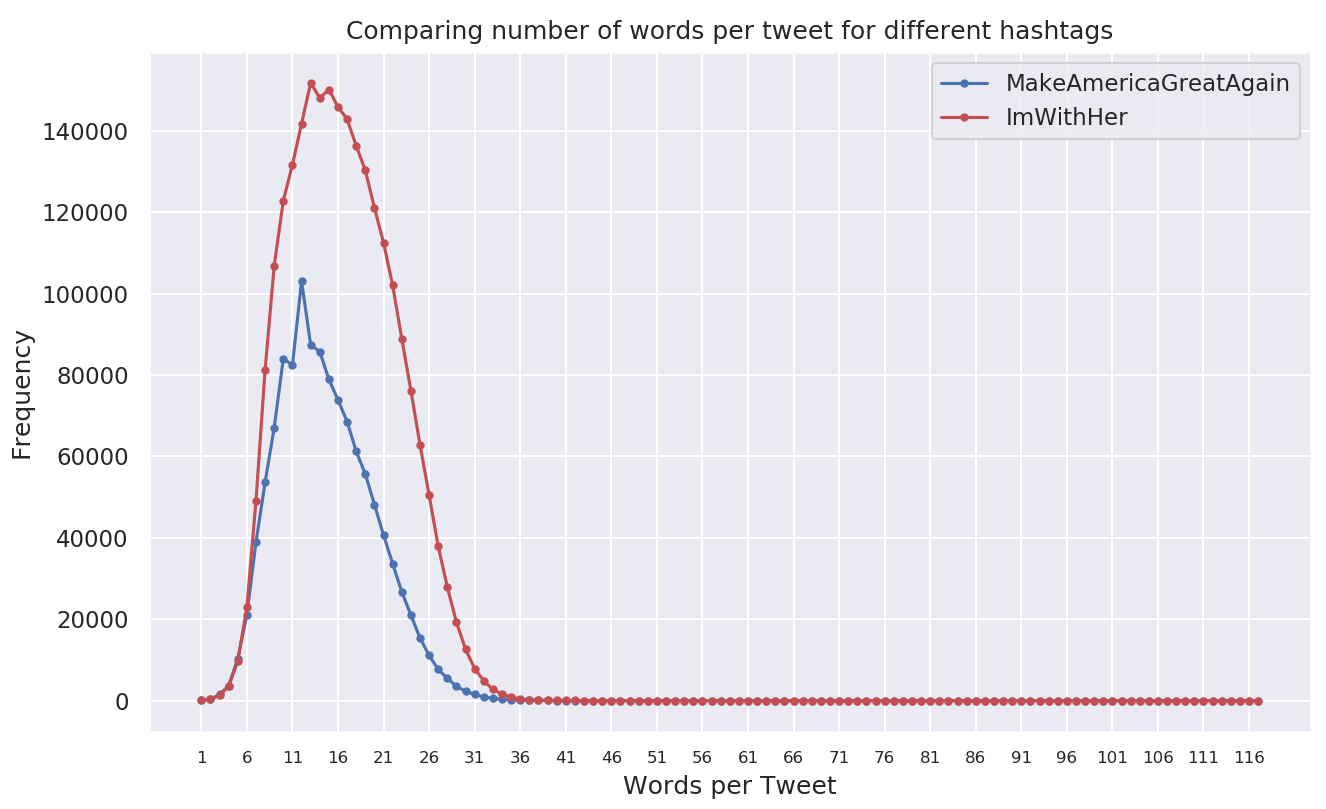 Comparing number of words per tweet for different hashtags
MakeAmericaGreatAgain
ImWithHer
140000
120000
100000
80000
60000
40000
20000
0
Frequency
1 6 11 16 21 26 31 36 41 46 51 56 61 66 71 76 81 86 91 96 101 106 111 116
Words per Tweet